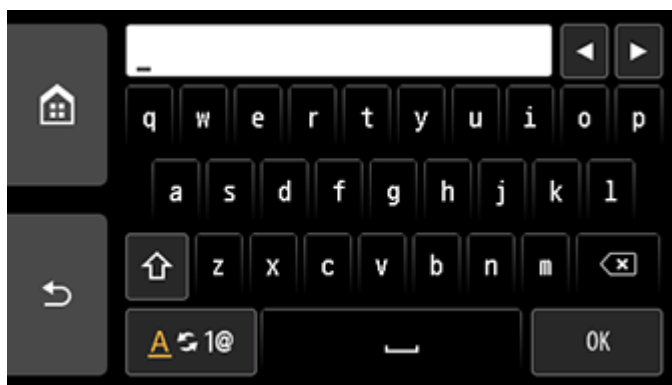 _
q w e r t y u i o p
a s d f g h j k l
z x c v b n m
A 1@ OK